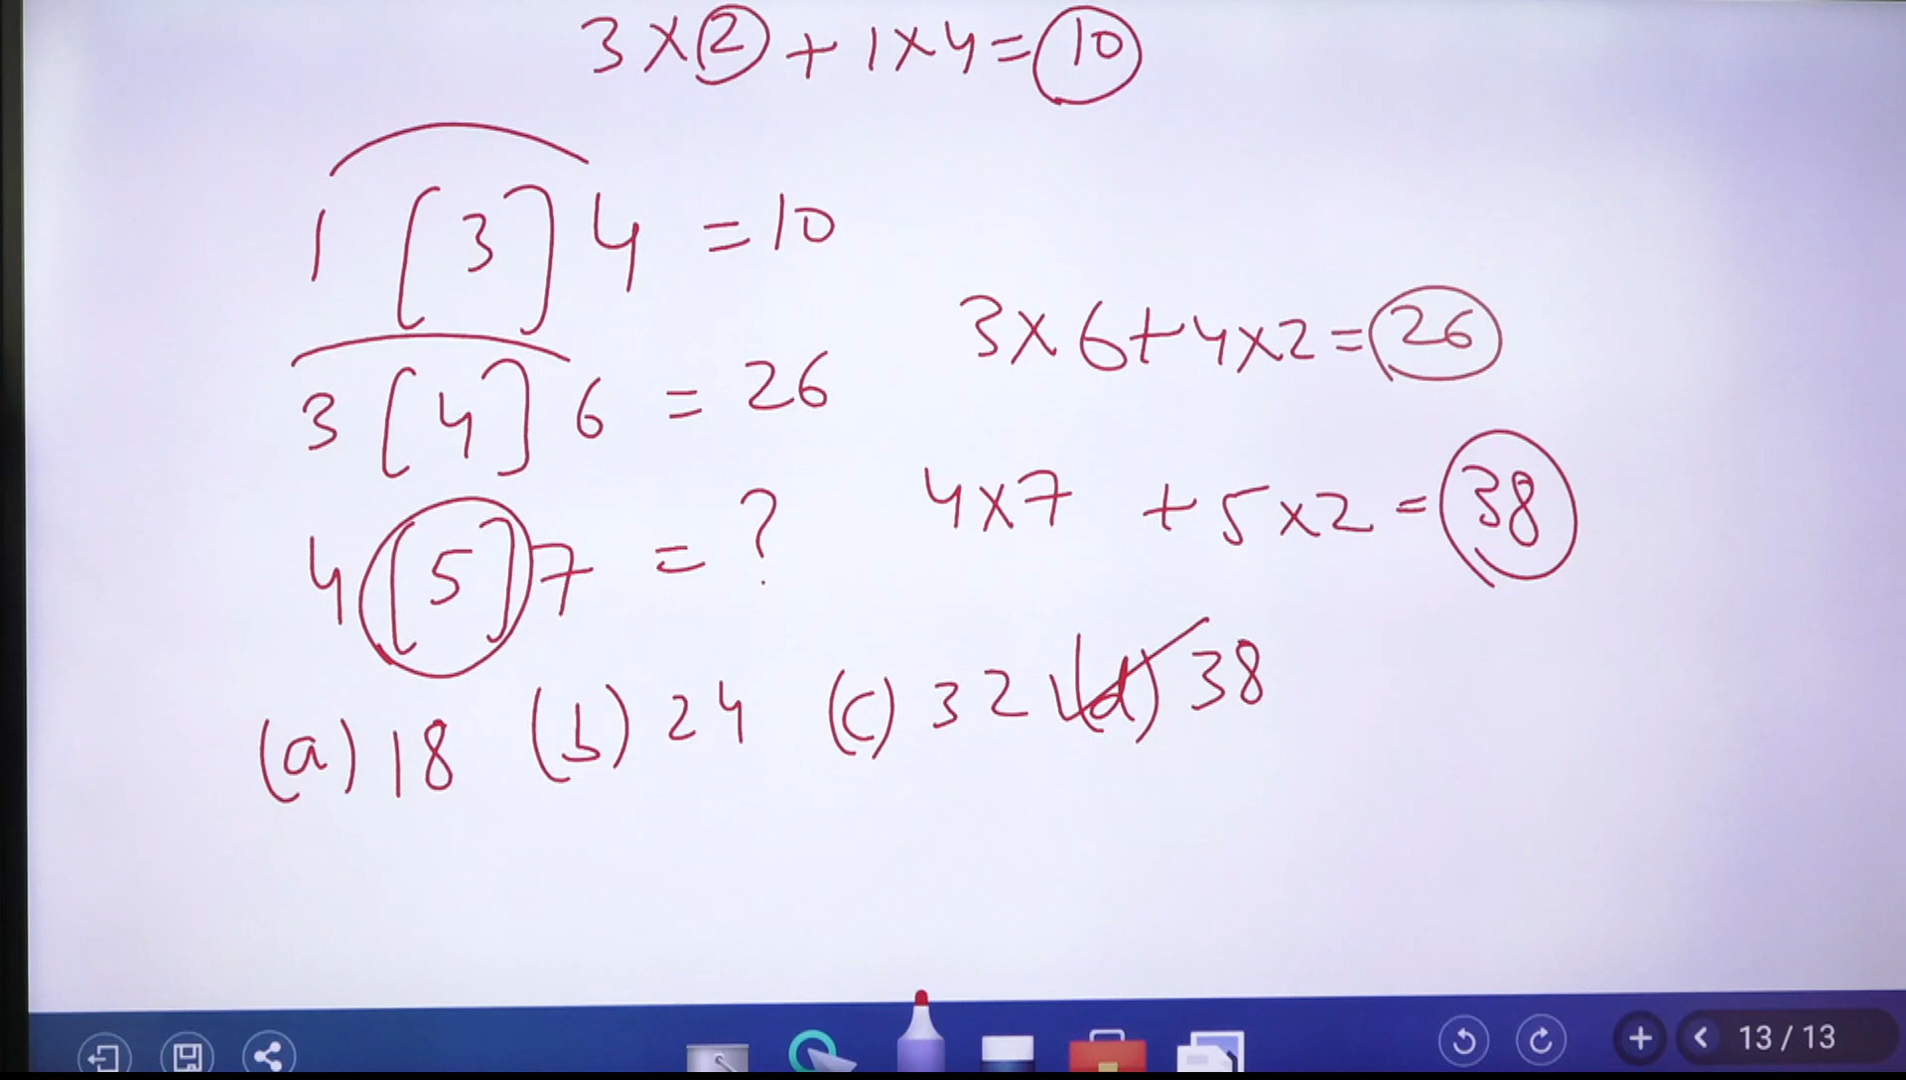 3 × 2 + 1 × 4 = 10
1 [3] 4 = 10
3 × 6 + 4 × 2 = 26
3 [4] 6 = 26
4 × 7 + 5 × 2 = 38
4 [5] 7 = ?
(a) 18 (b) 24 (c) 32 (d) 38
13 / 13